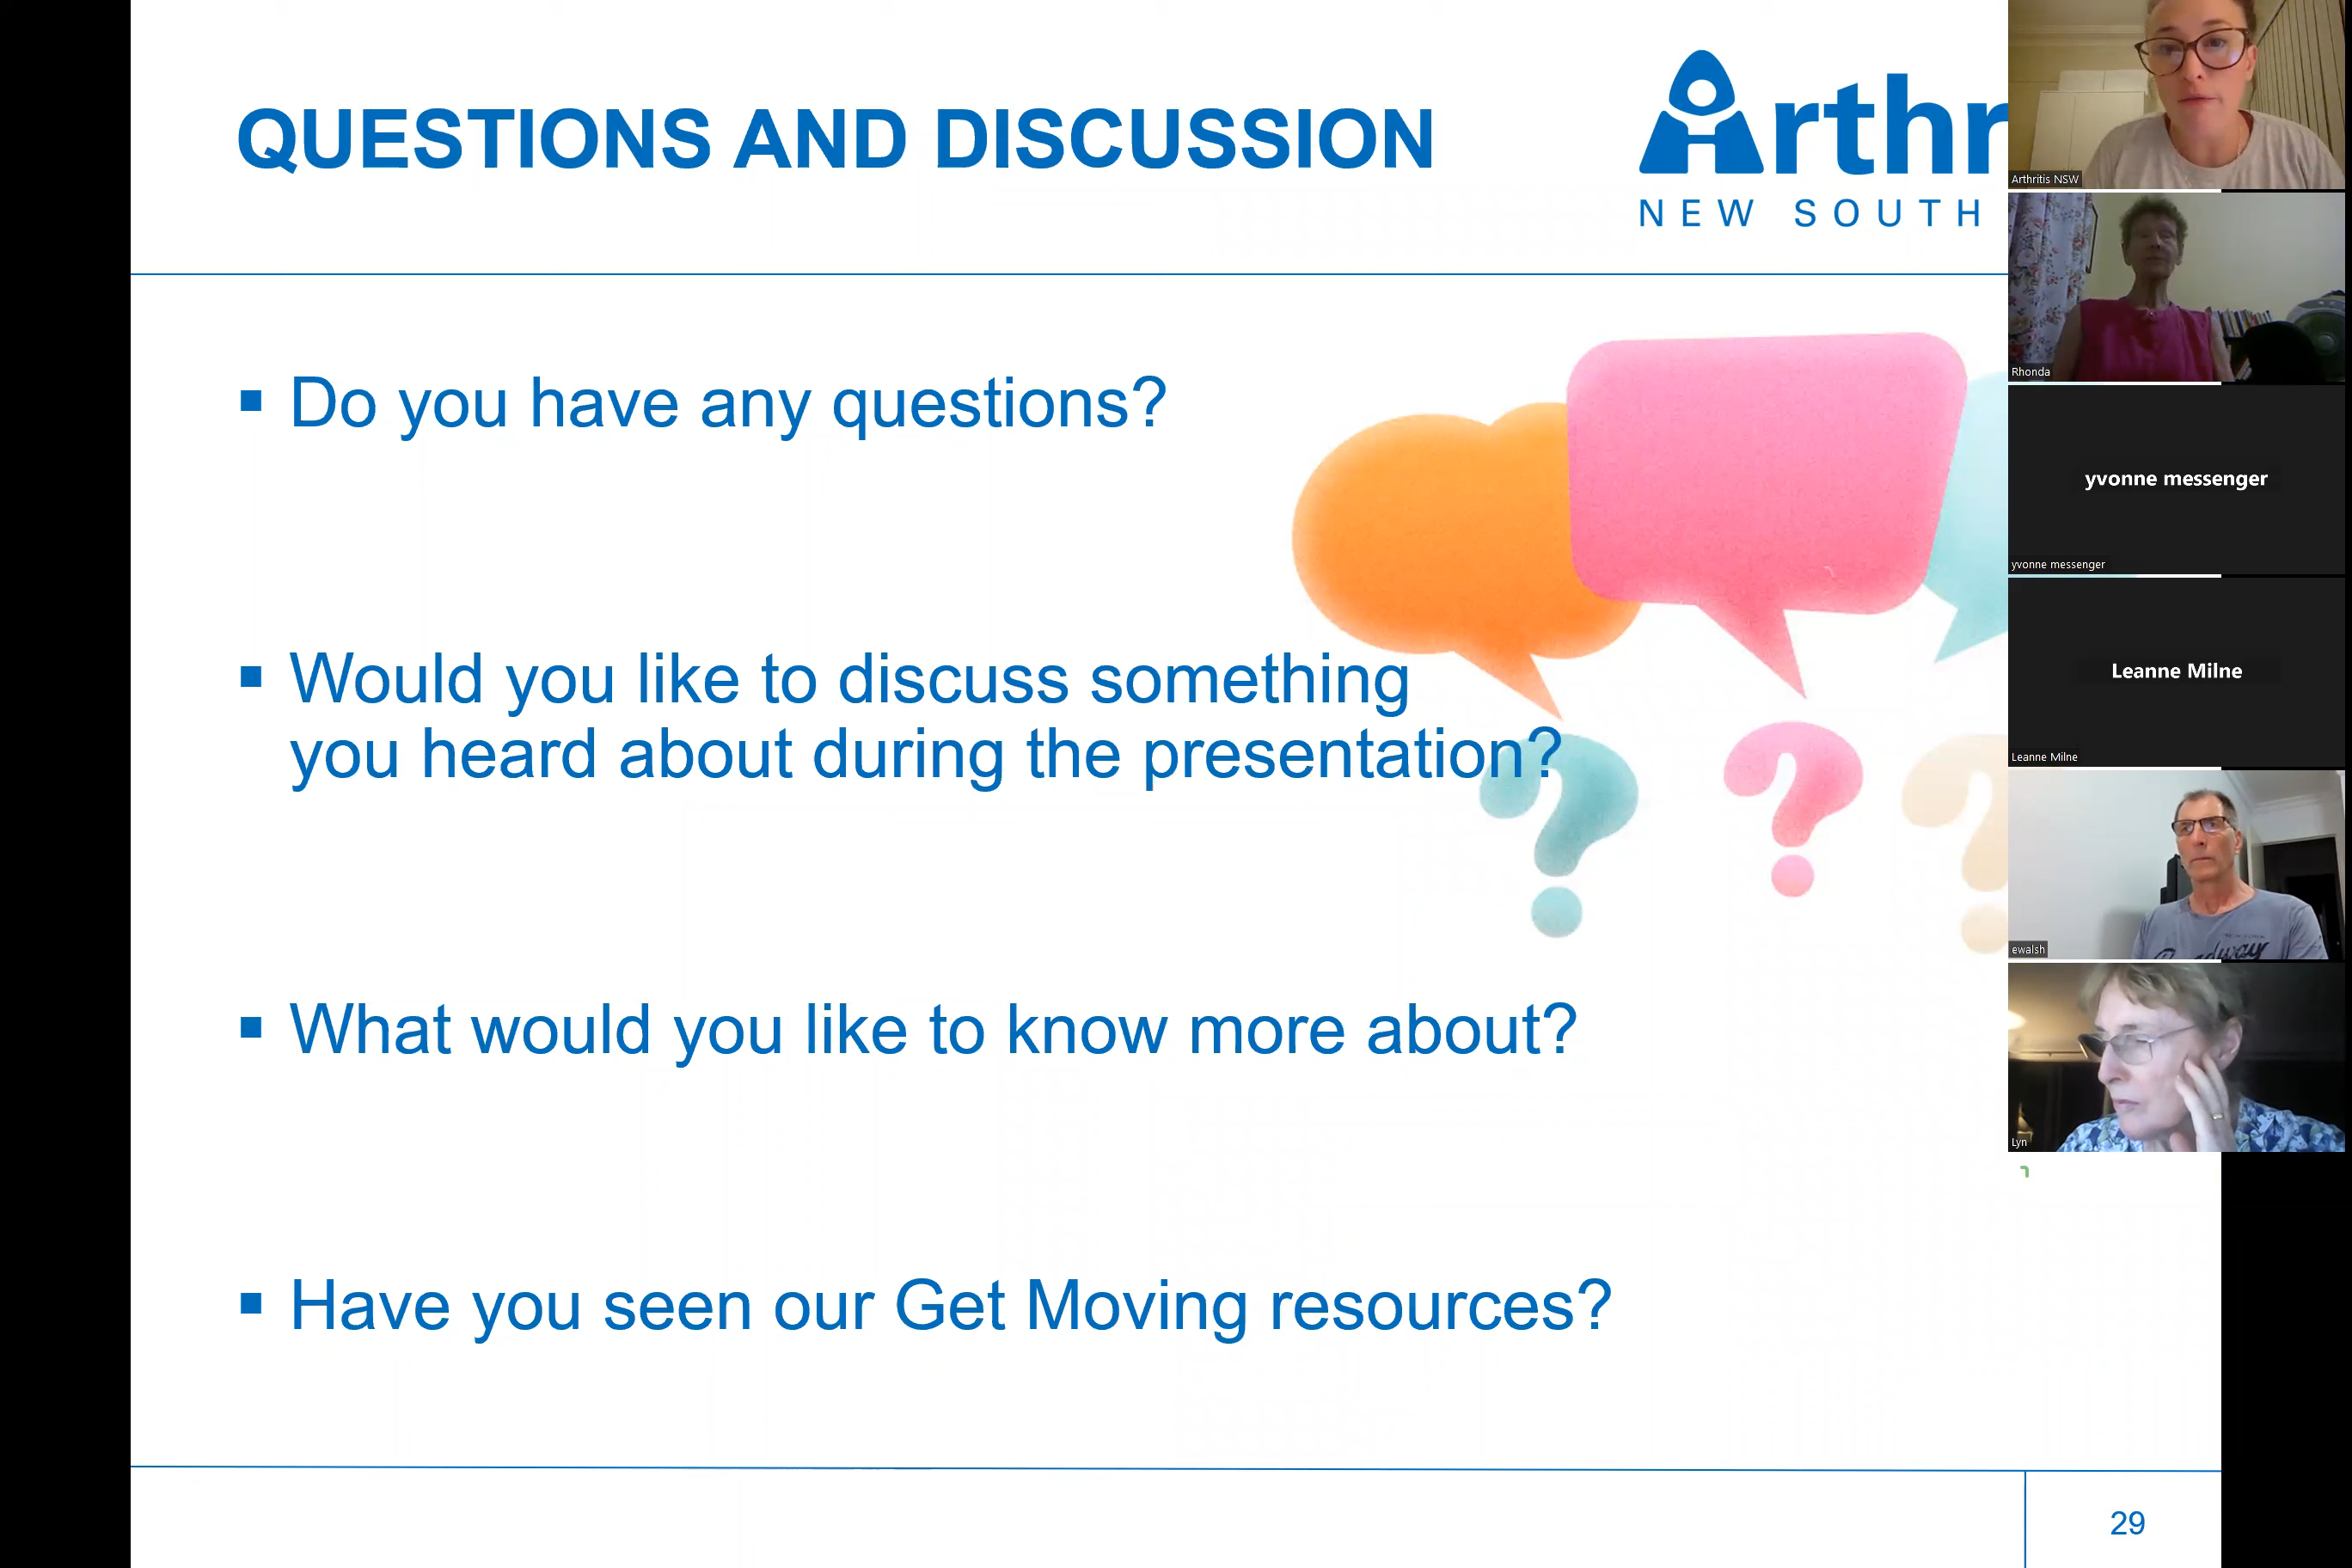 QUESTIONS AND DISCUSSION
Arthr
NEW SOUTH
▪ Do you have any questions?
▪ Would you like to discuss something
you heard about during the presentation?
▪ What would you like to know more about?
▪ Have you seen our Get Moving resources?
29
Arthritis NSW
Rhonda
yvonne messenger
yvonne messenger
Leanne Milne
Leanne Milne
ewalsh
Lyn